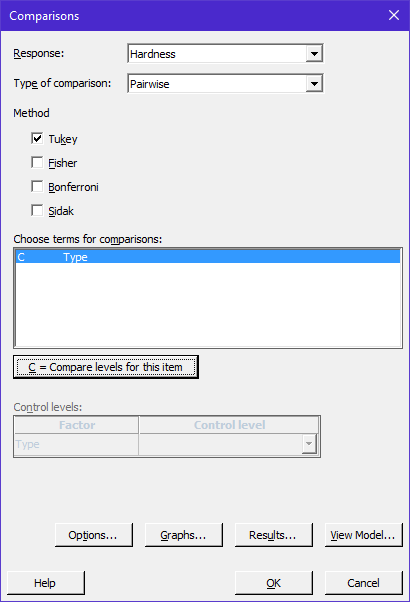 Comparisons
Response: Hardness
Type of comparison: Pairwise
Method
Tukey
Fisher
Bonferroni
Sidak
Choose terms for comparisons:
C Type
C = Compare levels for this item
Control levels:
Factor Control level
Type
Options... Graphs... Results... View Model...
Help OK Cancel